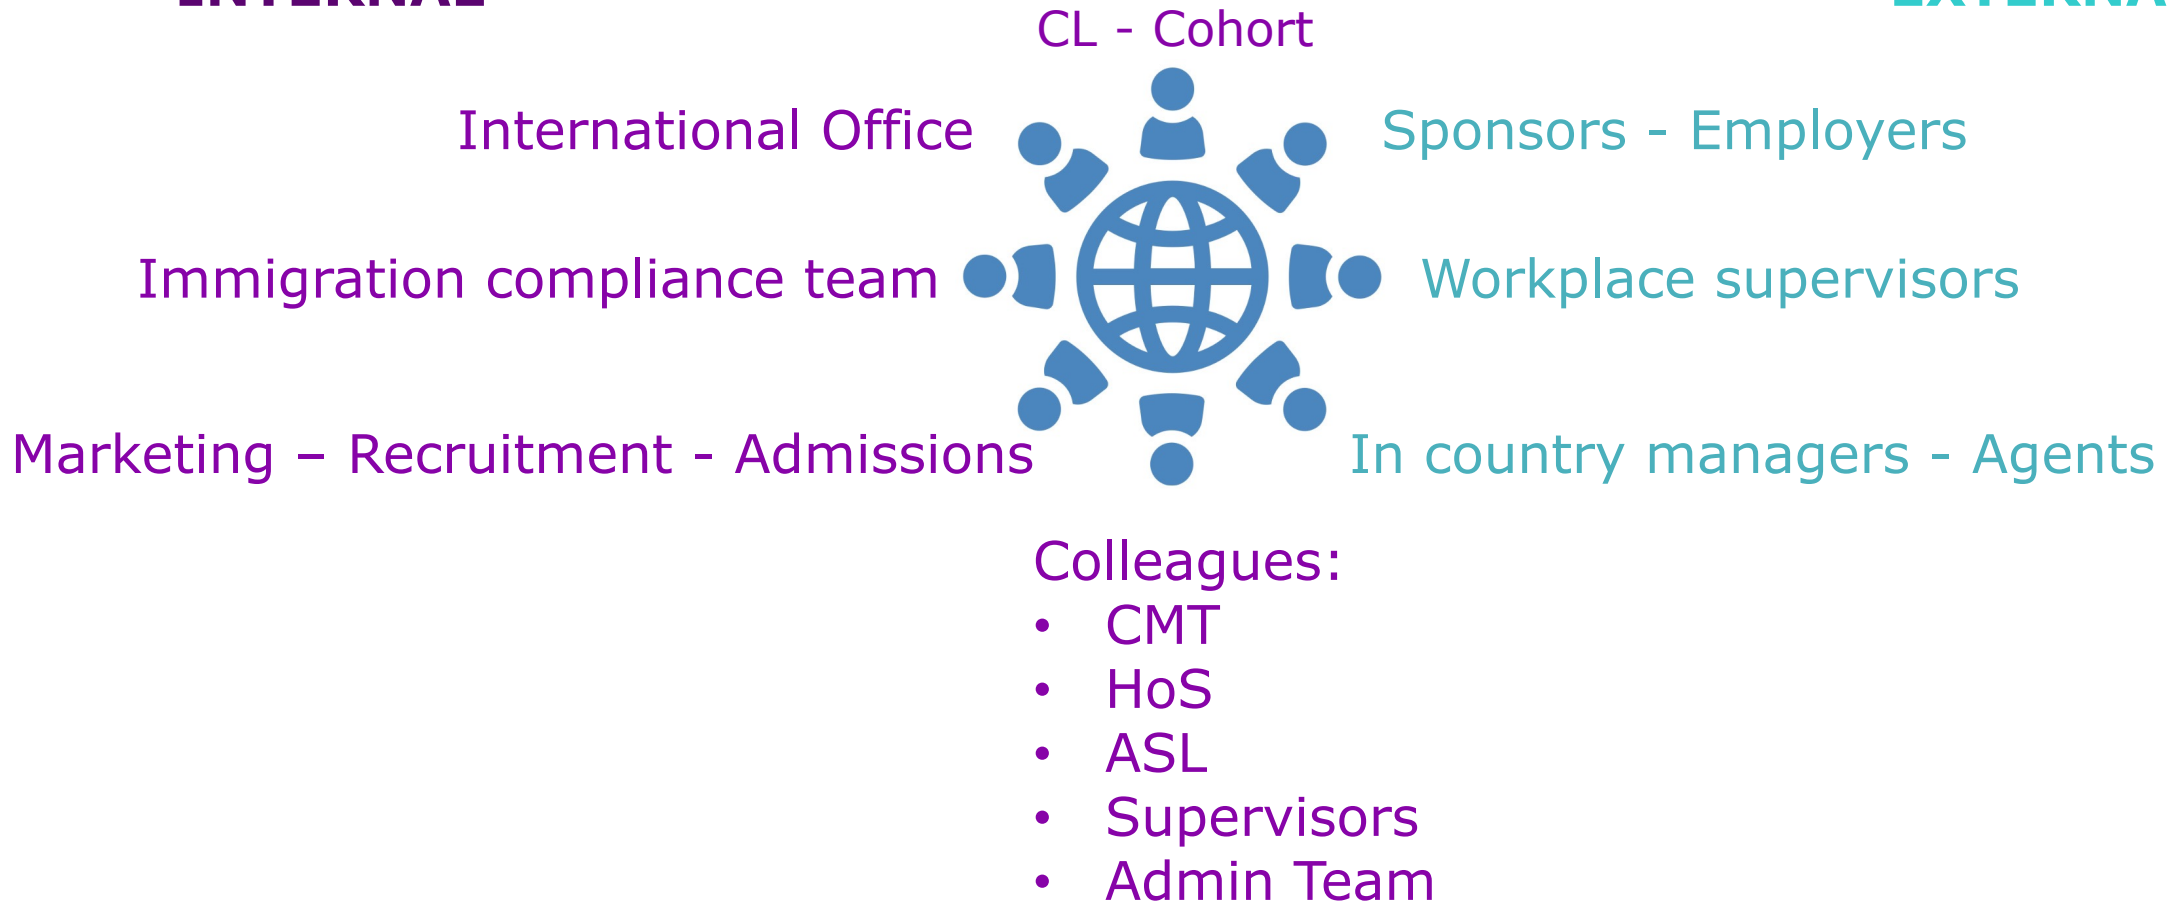 INTERNAL
CL - Cohort
International Office
Sponsors - Employers
Immigration compliance team
Workplace supervisors
Marketing – Recruitment - Admissions
In country managers - Agents
Colleagues:
• CMT
• HoS
• ASL
• Supervisors
• Admin Team